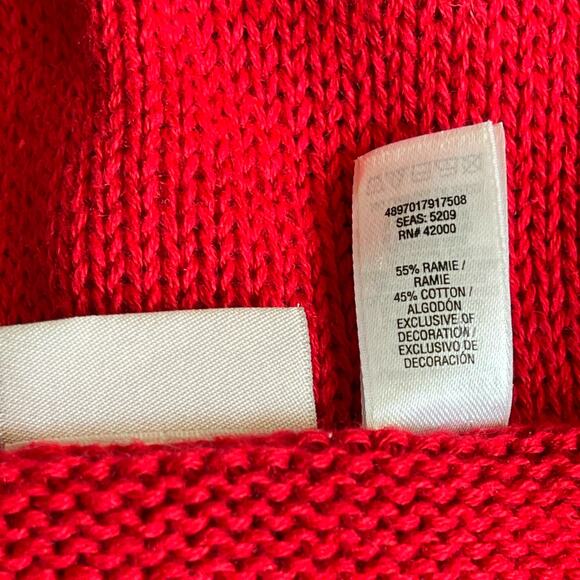 4897017917508
SEAS: 5209
RN# 42000
55% RAMIE /
RAMIE
45% COTTON /
ALGODÓN
EXCLUSIVE OF
DECORATION /
EXCLUSIVO DE
DECORACIÓN